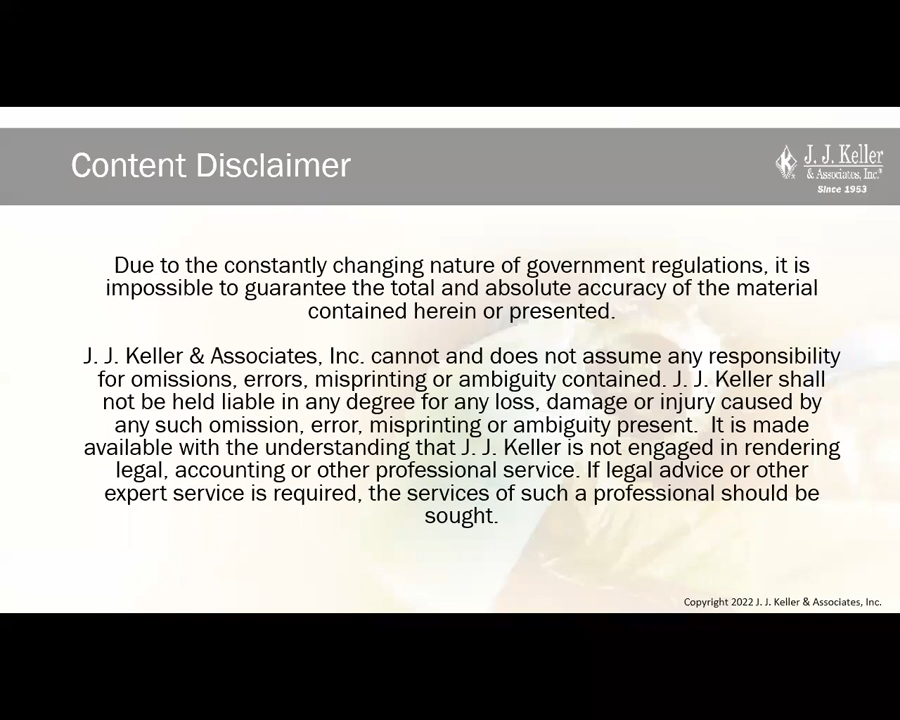 Content Disclaimer
J. J. Keller
& Associates, Inc.®
Since 1953
Due to the constantly changing nature of government regulations, it is
impossible to guarantee the total and absolute accuracy of the material
contained herein or presented.
J. J. Keller & Associates, Inc. cannot and does not assume any responsibility
for omissions, errors, misprinting or ambiguity contained. J. J. Keller shall
not be held liable in any degree for any loss, damage or injury caused by
any such omission, error, misprinting or ambiguity present.  It is made
available with the understanding that J. J. Keller is not engaged in rendering
legal, accounting or other professional service. If legal advice or other
expert service is required, the services of such a professional should be
sought.
Copyright 2022 J. J. Keller & Associates, Inc.